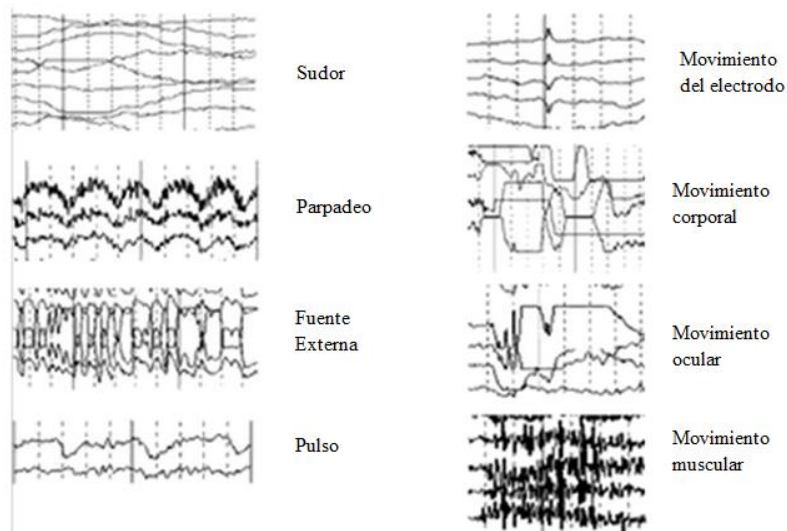 Sudor
Movimiento
del electrodo
Parpadeo
Movimiento
corporal
Fuente
Externa
Movimiento
ocular
Pulso
Movimiento
muscular